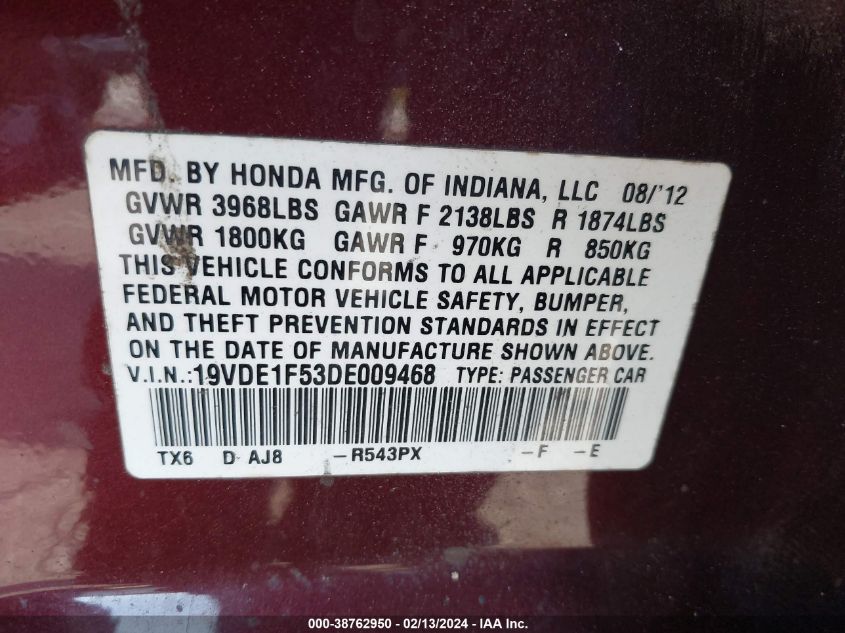 MFD. BY HONDA MFG. OF INDIANA, LLC 08/'12
GVWR 3968LBS GAWR F 2138LBS R 1874LBS
GVWR 1800KG GAWR F 970KG R 850KG
THIS VEHICLE CONFORMS TO ALL APPLICABLE
FEDERAL MOTOR VEHICLE SAFETY, BUMPER,
AND THEFT PREVENTION STANDARDS IN EFFECT
ON THE DATE OF MANUFACTURE SHOWN ABOVE.
V.I.N.:19VDE1F53DE009468 TYPE: PASSENGER CAR
TX6 D AJ8 -R543PX -F -E
000-38762950 - 02/13/2024 - IAA Inc.